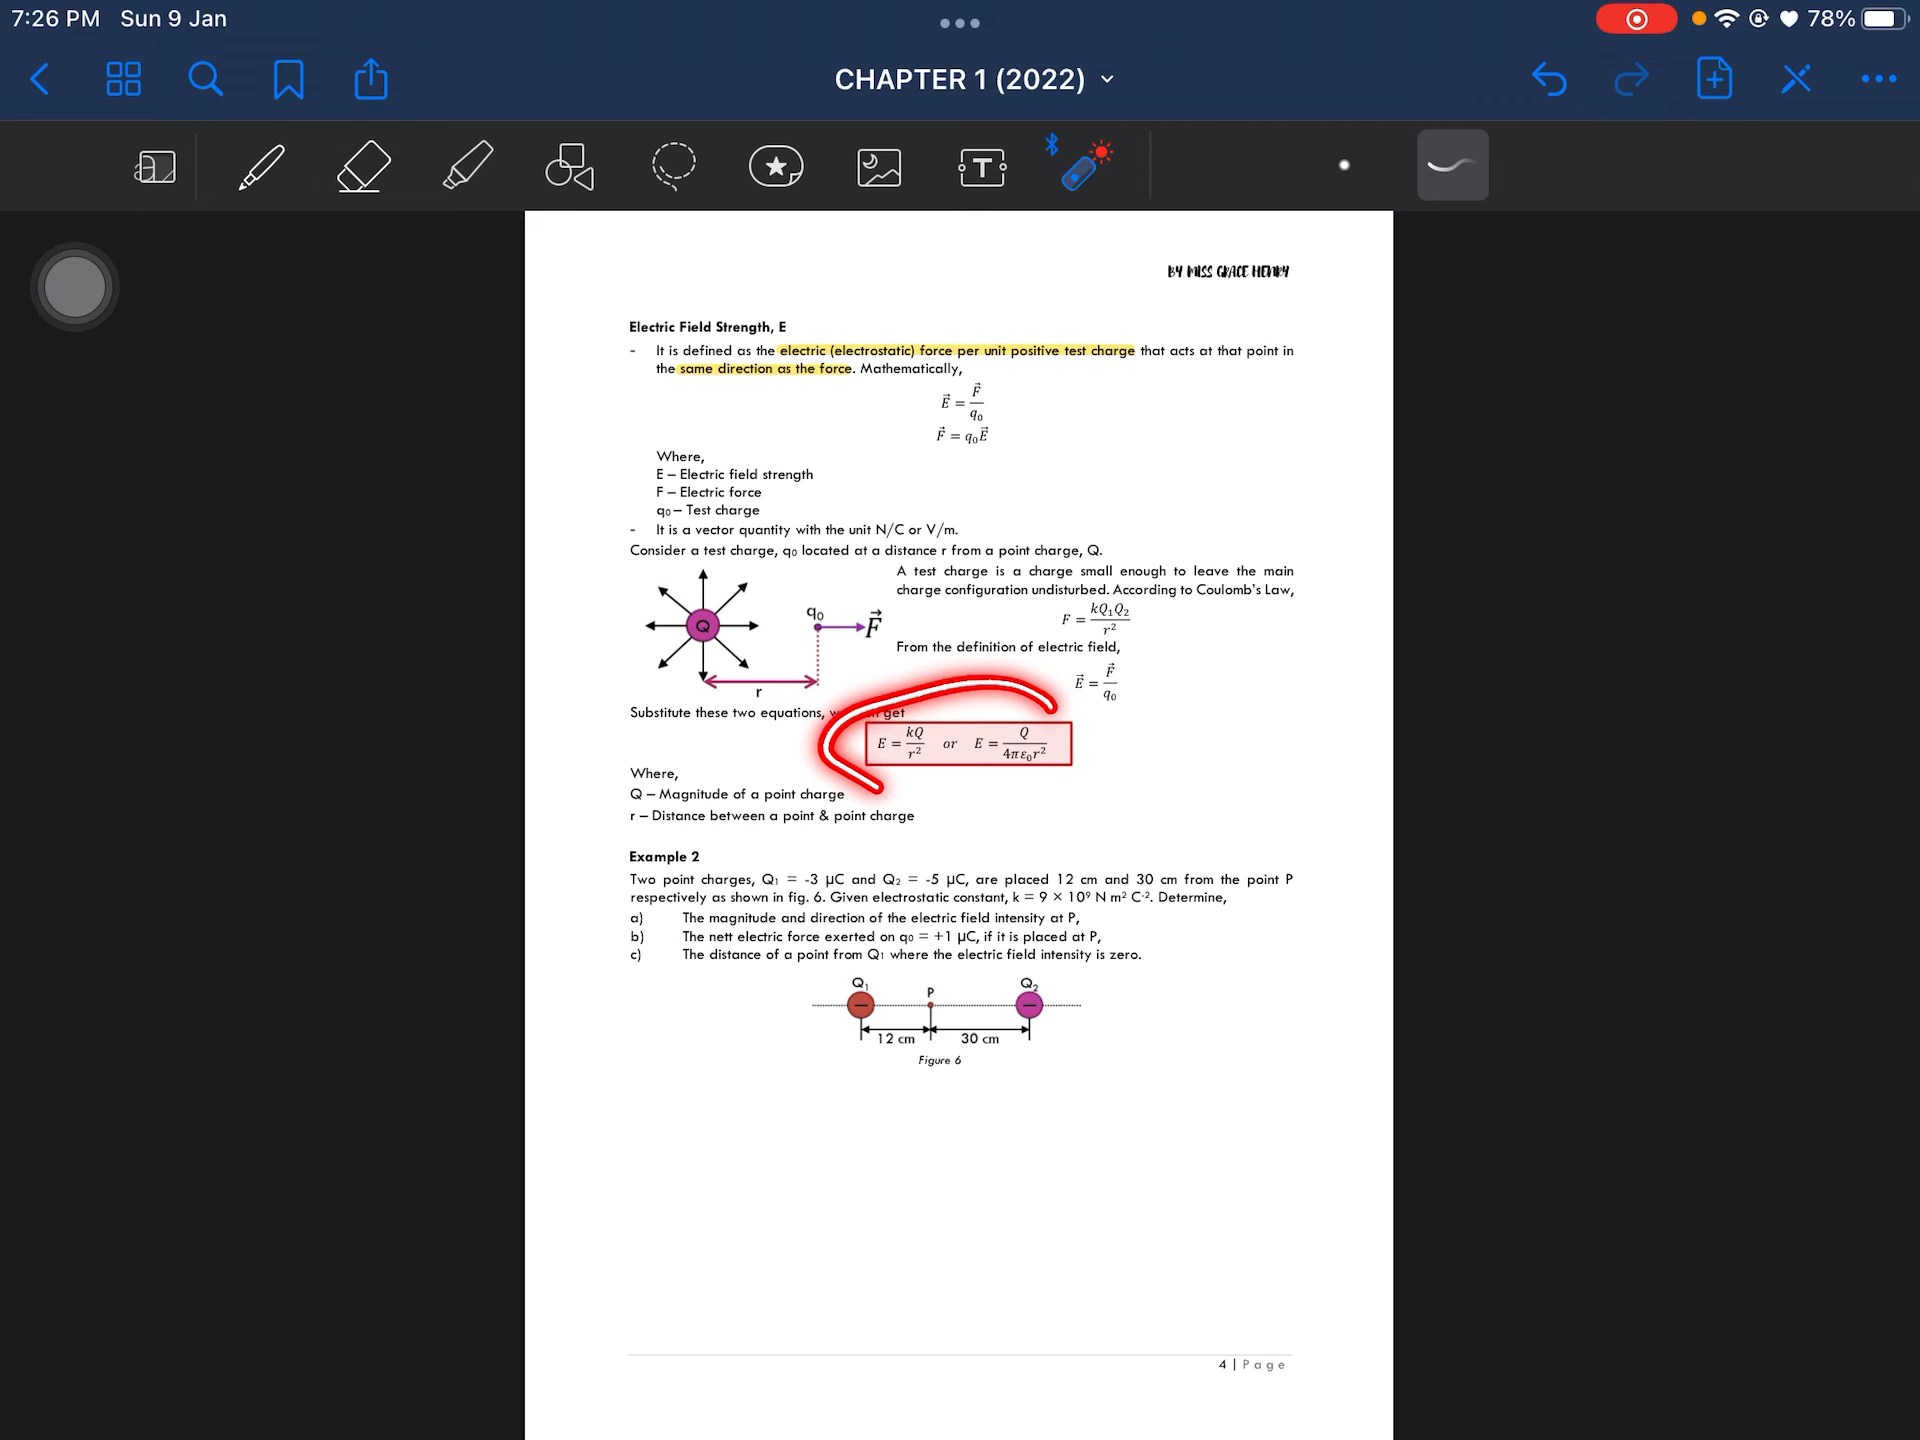 7:26 PM Sun 9 Jan
78%
CHAPTER 1 (2022)
BY MISS GRACE HENRY
Electric Field Strength, E
- It is defined as the electric (electrostatic) force per unit positive test charge that acts at that point in
the same direction as the force. Mathematically,
E⃗ = F⃗/q₀
F⃗ = q₀E⃗
Where,
E – Electric field strength
F – Electric force
q₀ – Test charge
- It is a vector quantity with the unit N/C or V/m.
Consider a test charge, q₀ located at a distance r from a point charge, Q.
A test charge is a charge small enough to leave the main
charge configuration undisturbed. According to Coulomb's Law,
F = kQ₁Q₂/r²
From the definition of electric field,
E⃗ = F⃗/q₀
Q
q₀
F⃗
r
Substitute these two equations, get
E = kQ/r² or E = Q/4πε₀r²
Where,
Q – Magnitude of a point charge
r – Distance between a point & point charge
Example 2
Two point charges, Q₁ = -3 µC and Q₂ = -5 µC, are placed 12 cm and 30 cm from the point P
respectively as shown in fig. 6. Given electrostatic constant, k = 9 × 10⁹ N m² C⁻². Determine,
a) The magnitude and direction of the electric field intensity at P,
b) The nett electric force exerted on q₀ = +1 µC, if it is placed at P,
c) The distance of a point from Q₁ where the electric field intensity is zero.
Q₁ P Q₂
12 cm 30 cm
Figure 6
4 | Page